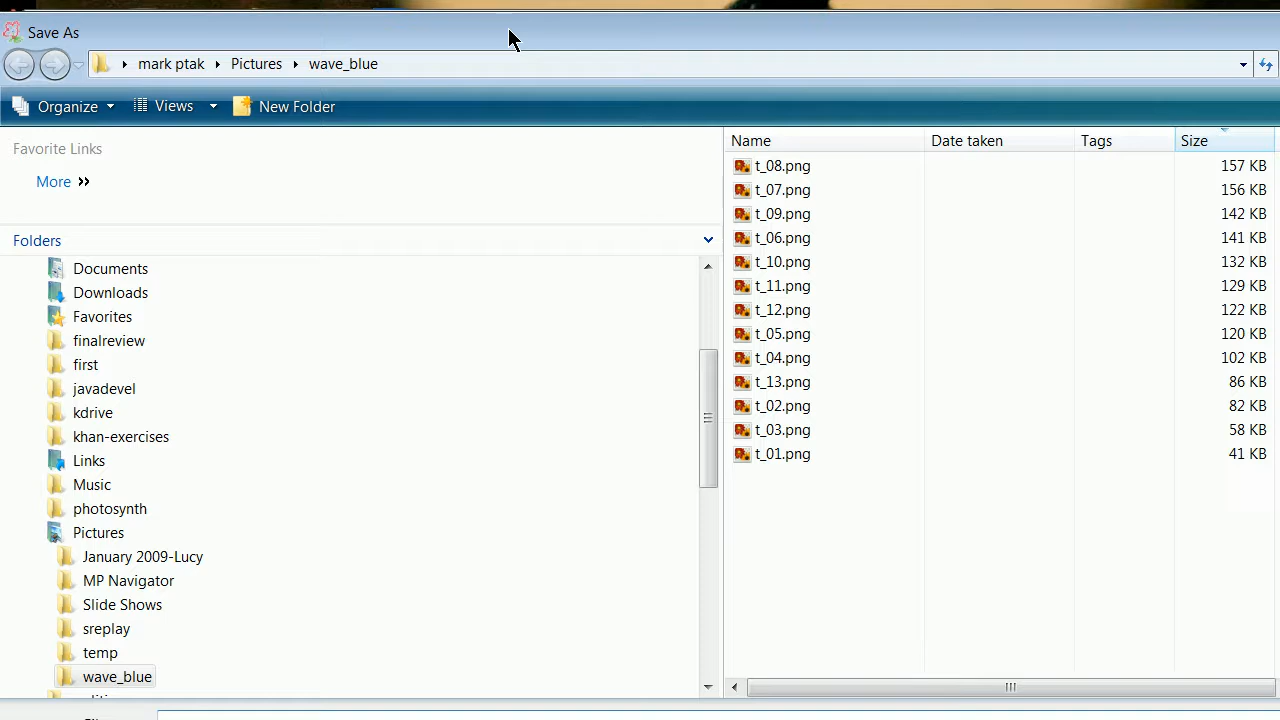 Save As
mark ptak Pictures wave_blue
Organize Views New Folder
Favorite Links
More
Folders
Documents
Downloads
Favorites
finalreview
first
javadevel
kdrive
khan-exercises
Links
Music
photosynth
Pictures
January 2009-Lucy
MP Navigator
Slide Shows
sreplay
temp
wave_blue
Name Date taken Tags Size
t_08.png 157 KB
t_07.png 156 KB
t_09.png 142 KB
t_06.png 141 KB
t_10.png 132 KB
t_11.png 129 KB
t_12.png 122 KB
t_05.png 120 KB
t_04.png 102 KB
t_13.png 86 KB
t_02.png 82 KB
t_03.png 58 KB
t_01.png 41 KB